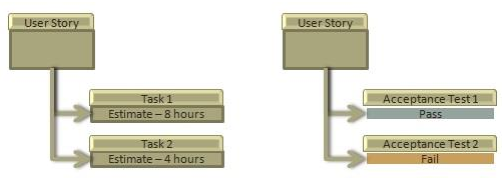 User Story
Task 1
Estimate – 8 hours
Task 2
Estimate – 4 hours
User Story
Acceptance Test 1
Pass
Acceptance Test 2
Fail